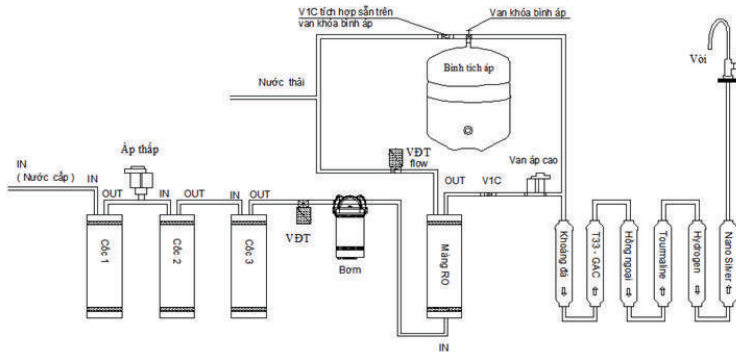 V1C tích hợp sẵn trên
van khóa bình áp
Van khóa bình áp
Vòi
Bình tích áp
Nước thải
Áp thấp
VĐT
flow
Van áp cao
IN
( Nước cấp )
IN
OUT
IN
OUT
IN
OUT
OUT
V1C
Cốc 1
Cốc 2
Cốc 3
VĐT
Bơm
Màng RO
IN
Khoáng đá
T33 - GAC
Hồng ngoại
Tourmaline
Hydrogen
Nano Silver